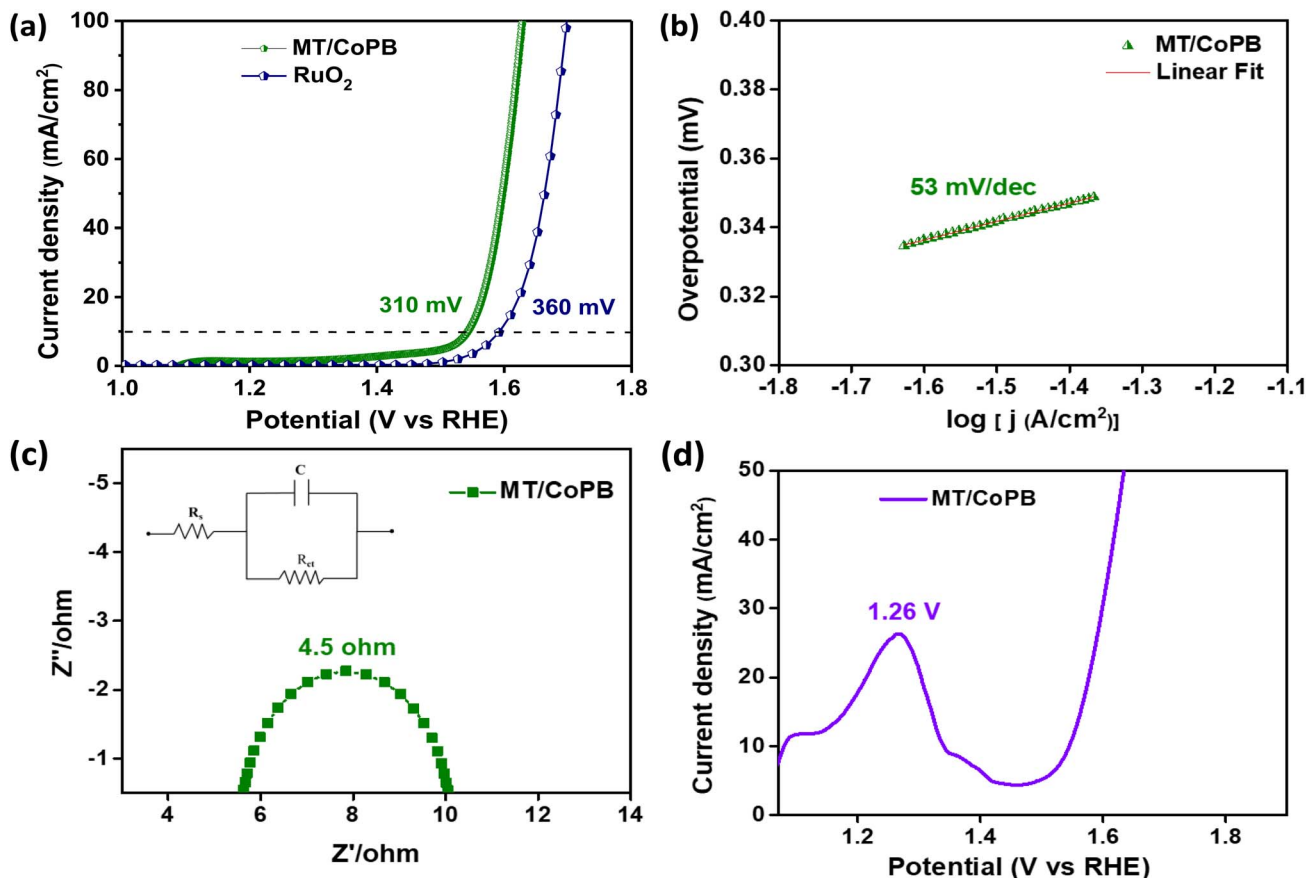 (a)
MT/CoPB
RuO₂
310 mV
360 mV
Current density (mA/cm²)
100
80
60
40
20
0
1.0 1.2 1.4 1.6 1.8
Potential (V vs RHE)
(b)
MT/CoPB
Linear Fit
53 mV/dec
Overpotential (mV)
0.40
0.38
0.36
0.34
0.32
0.30
-1.8 -1.7 -1.6 -1.5 -1.4 -1.3 -1.2 -1.1
log [ j (A/cm²)]
(c)
C
Rs
Rct
MT/CoPB
4.5 ohm
Z''/ohm
-5
-4
-3
-2
-1
4 6 8 10 12 14
Z'/ohm
(d)
MT/CoPB
1.26 V
Current density (mA/cm²)
50
40
30
20
10
0
1.2 1.4 1.6 1.8
Potential (V vs RHE)